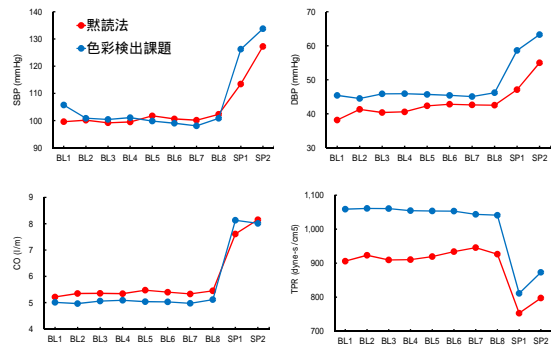 140
130
120
110
100
90
SBP (mmHg)
黙読法
色彩検出課題
BL1 BL2 BL3 BL4 BL5 BL6 BL7 BL8 SP1 SP2
70
60
50
40
30
DBP (mmHg)
BL1 BL2 BL3 BL4 BL5 BL6 BL7 BL8 SP1 SP2
9
8
7
6
5
4
CO (l/m)
BL1 BL2 BL3 BL4 BL5 BL6 BL7 BL8 SP1 SP2
1,100
1,000
900
800
700
TPR (dyne-s/cm5)
BL1 BL2 BL3 BL4 BL5 BL6 BL7 BL8 SP1 SP2